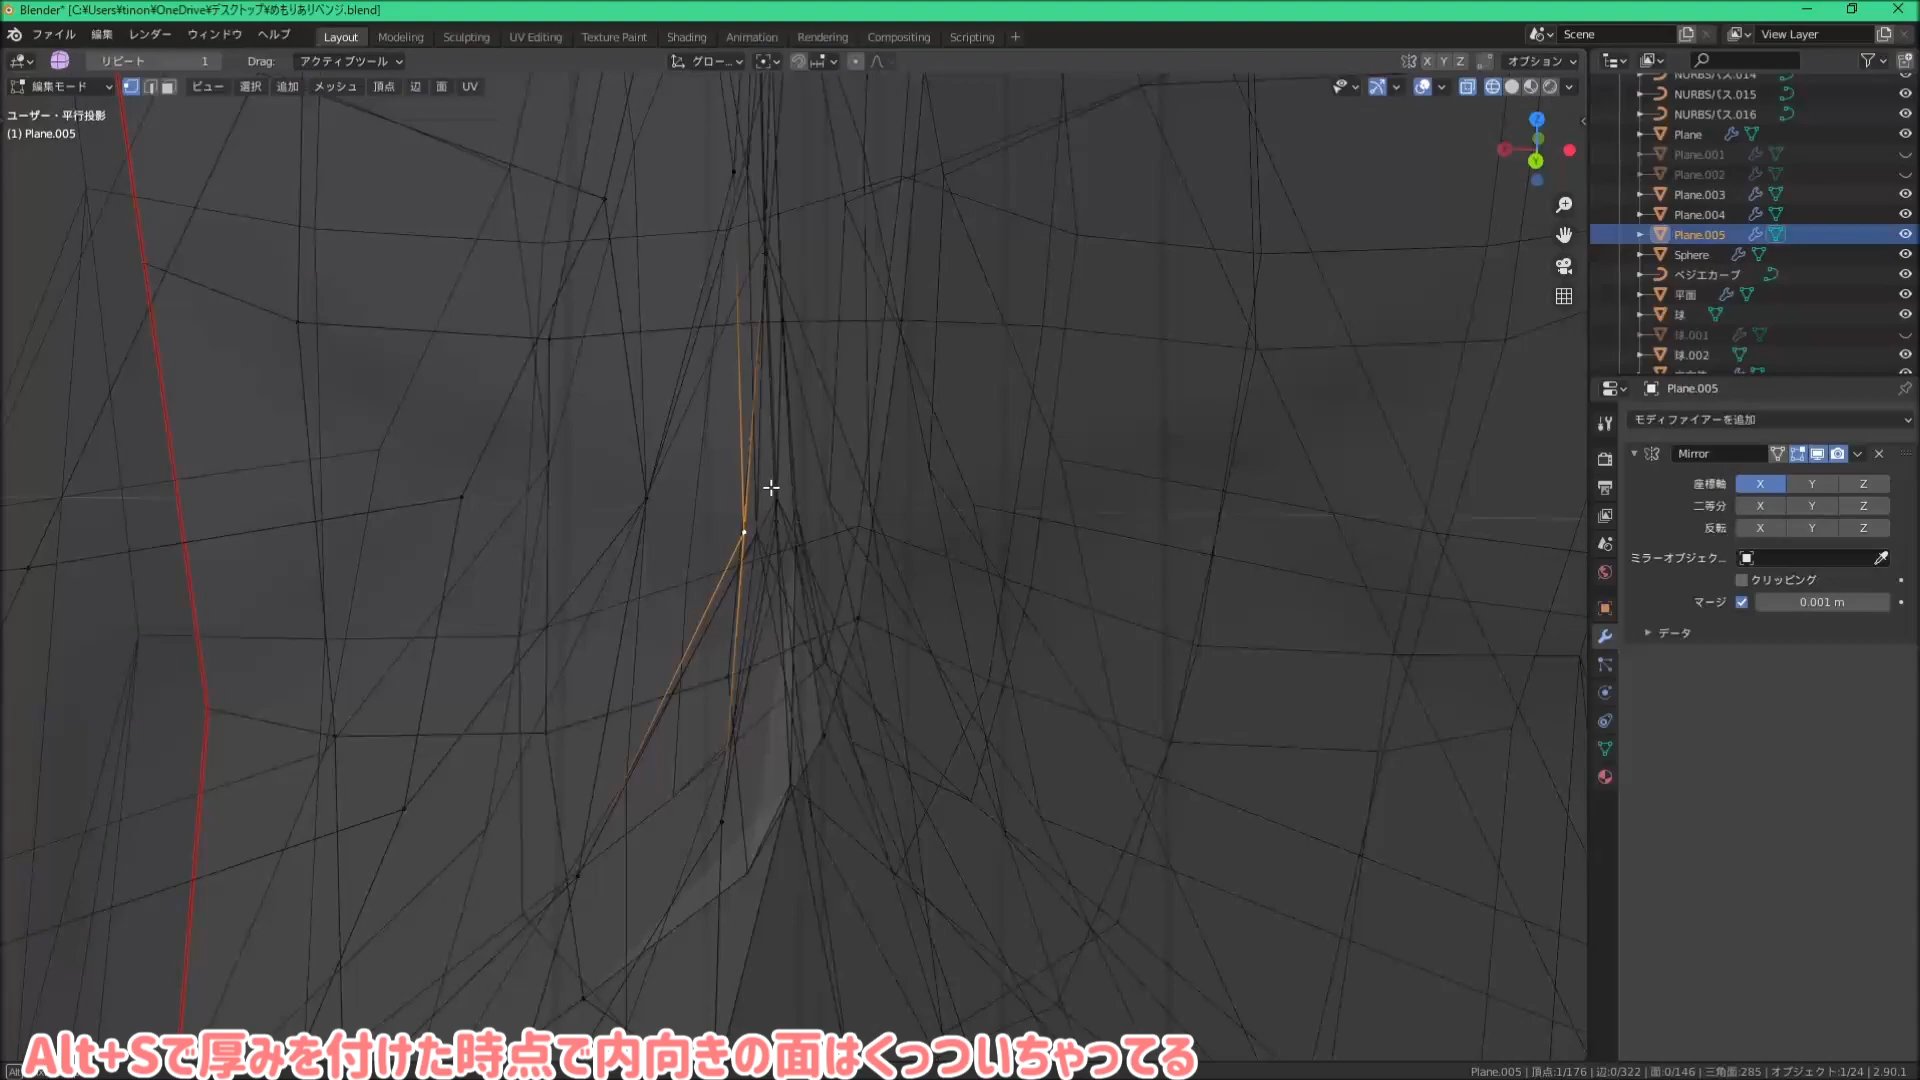 Blender* [C:¥Users¥tinon¥OneDrive¥デスクトップ¥めもりありベンジ.blend]
ファイル 編集 レンダー ウィンドウ ヘルプ Layout Modeling Sculpting UV Editing Texture Paint Shading Animation Rendering Compositing Scripting + Scene View Layer
リピート 1 Drag: アクティブツール グロー... X Y Z オプション
編集モード ビュー 選択 追加 メッシュ 頂点 辺 面 UV
ユーザー・平行投影
(1) Plane.005
NURBSパス.014
NURBSパス.015
NURBSパス.016
Plane
Plane.001
Plane.002
Plane.003
Plane.004
Plane.005
Sphere
ベジエカーブ
平面
球
球.001
球.002
Plane.005
モディファイアーを追加
Mirror
座標軸 X Y Z
二等分 X Y Z
反転 X Y Z
ミラーオブジェク...
クリッピング
マージ 0.001 m
データ
Z
X
Y
Alt+Sで厚みを付けた時点で内向きの面はくっついちゃってる
Plane.005 | 頂点:1/176 | 辺:0/322 | 面:0/146 | 三角面:285 | オブジェクト:1/24 | 2.90.1